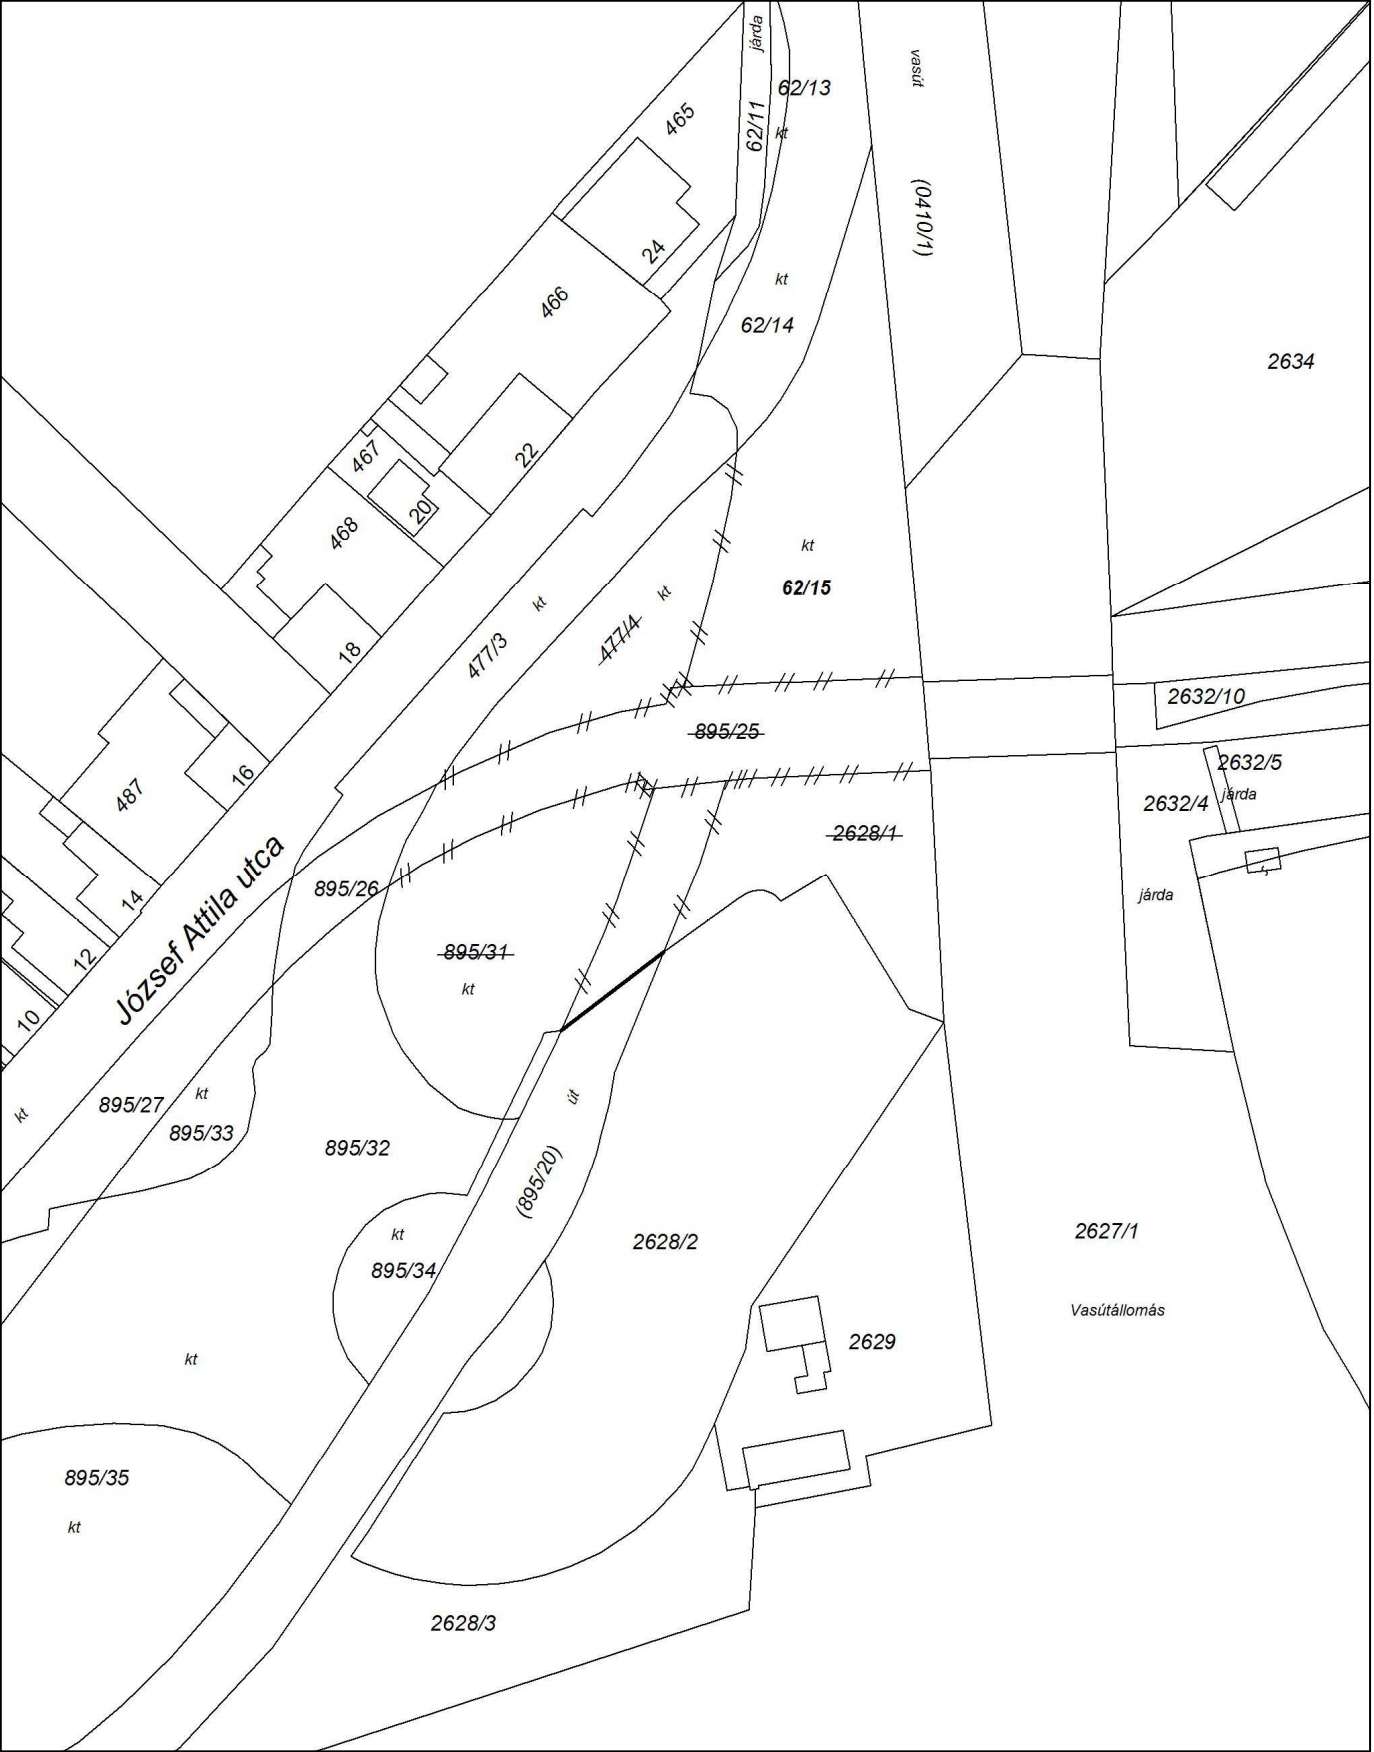 járda
62/13
62/11
kt
465
vasút
(0410/1)
24
kt
466
62/14
2634
22
467
20
468
kt
62/15
kt
kt
477/4
477/3
18
2632/10
895/25
2632/5
járda
2632/4
16
487
2628/1
József Attila utca
895/26
járda
14
12
10
895/31
kt
út
kt
895/27
kt
895/33
895/32
(895/20)
kt
895/34
2628/2
2627/1
Vasútállomás
2629
kt
895/35
kt
2628/3